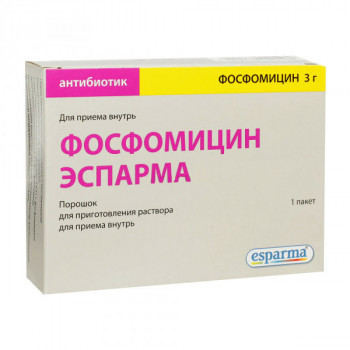 антибиотик
ФОСФОМИЦИН 3 г
Для приема внутрь
ФОСФОМИЦИН
ЭСПАРМА
Порошок
для приготовления раствора
для приема внутрь
1 пакет
esparma®